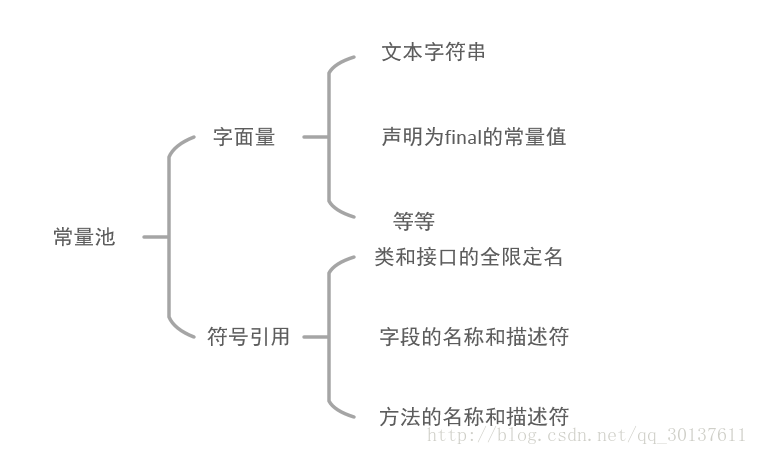 文本字符串
字面量
声明为final的常量值
等等
常量池
类和接口的全限定名
符号引用
字段的名称和描述符
方法的名称和描述符
http://blog.csdn.net/qq_30137611